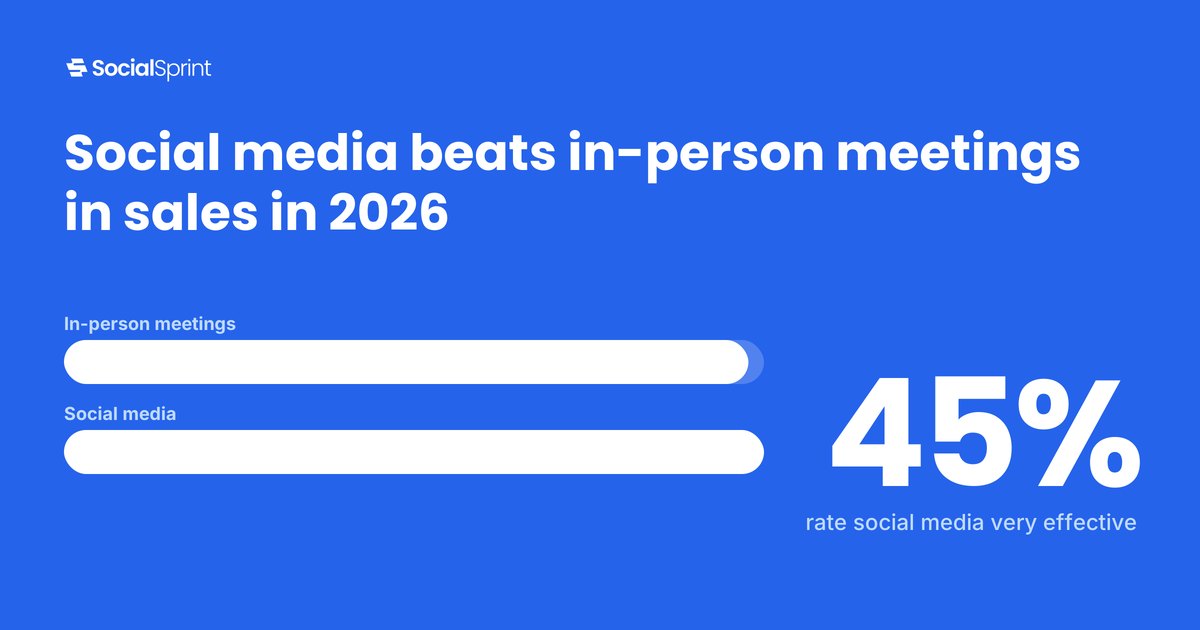 SocialSprint
Social media beats in-person meetings
in sales in 2026
In-person meetings
Social media
45%
rate social media very effective